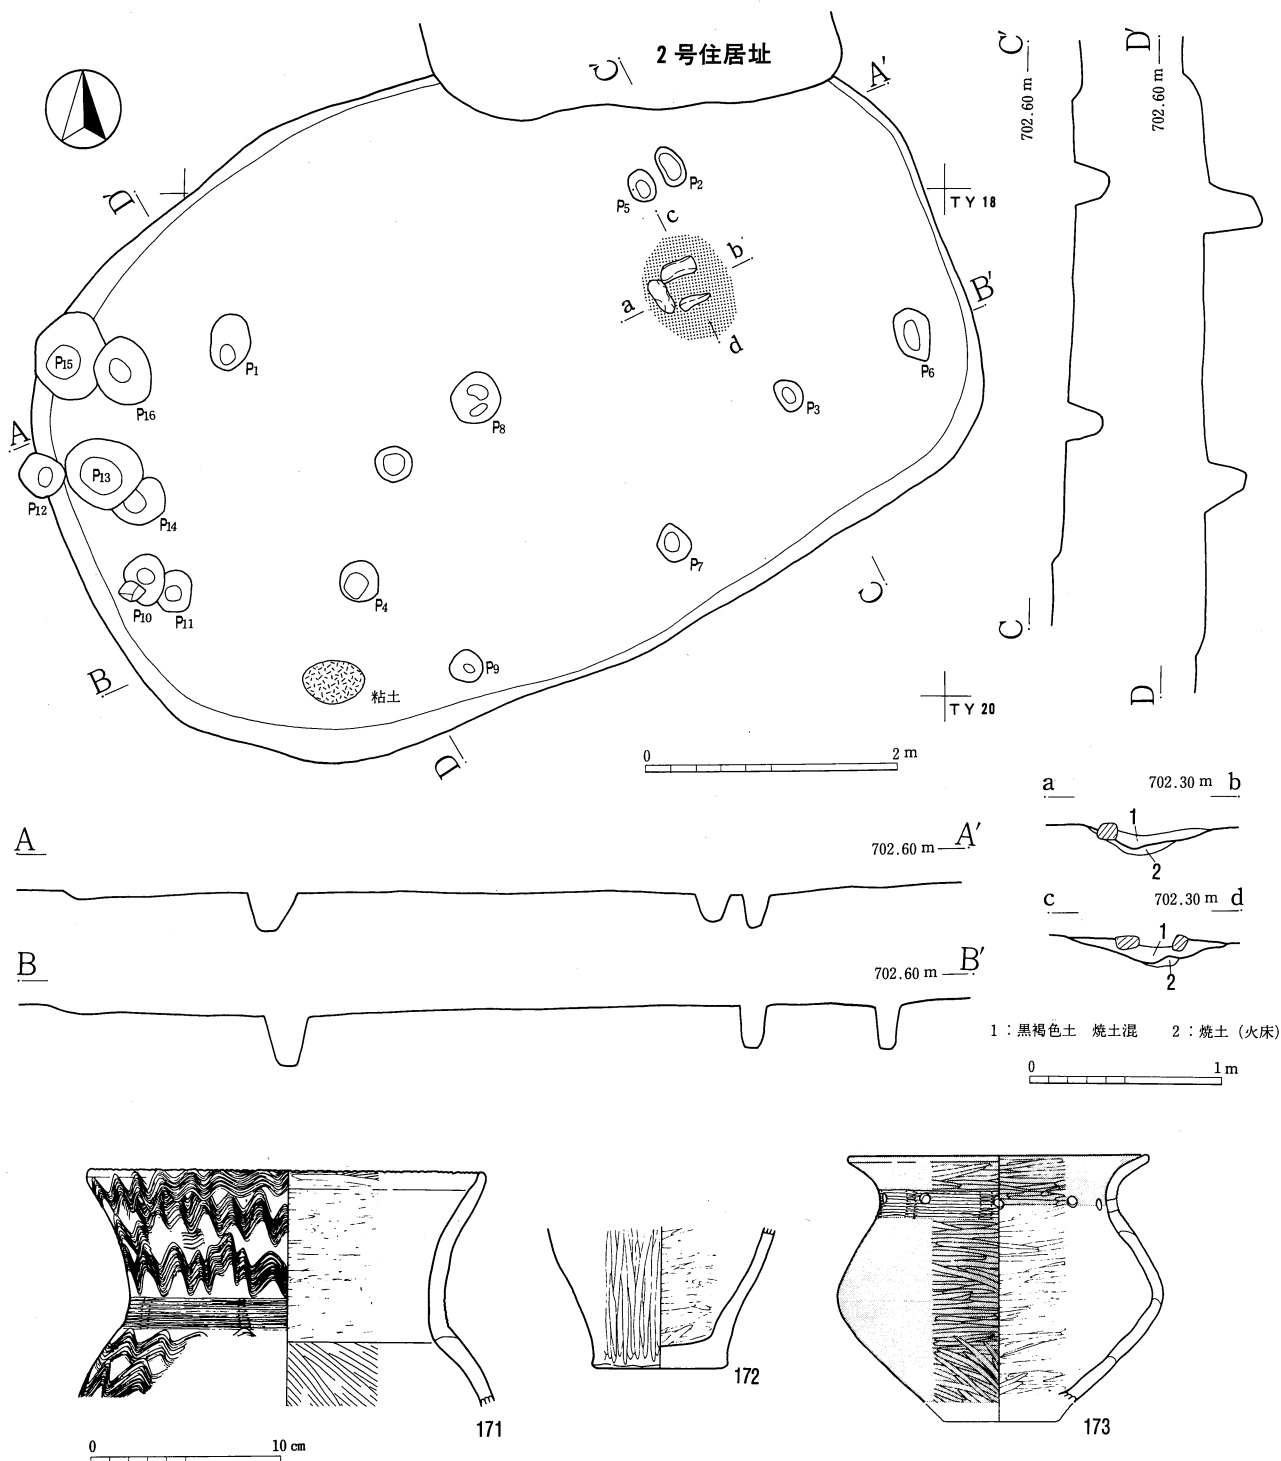 2号住居址
C'
A'
D'
TY 18
P2
P5
c
b
a
d
B'
P15
P1
P16
P6
P3
P8
A
P13
P12
P14
P7
P10
P11
P4
C
B
P9
粘土
D
TY 20
0 2 m
C'
702.60 m
C
D'
702.60 m
D
a 702.30 m b
1
2
c 702.30 m d
1
2
1：黒褐色土 焼土混 2：焼土（火床）
0 1 m
A 702.60 m A'
B 702.60 m B'
171
172
173
0 10 cm